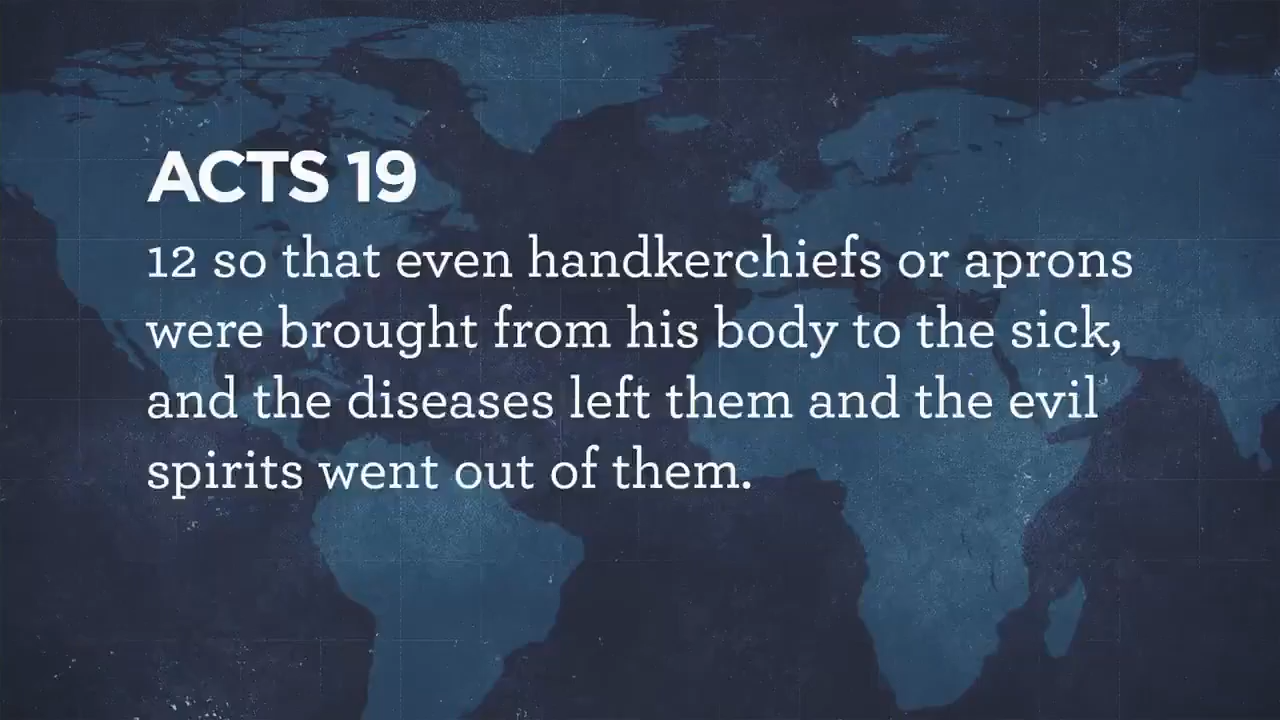 ACTS 19
12 so that even handkerchiefs or aprons
were brought from his body to the sick,
and the diseases left them and the evil
spirits went out of them.